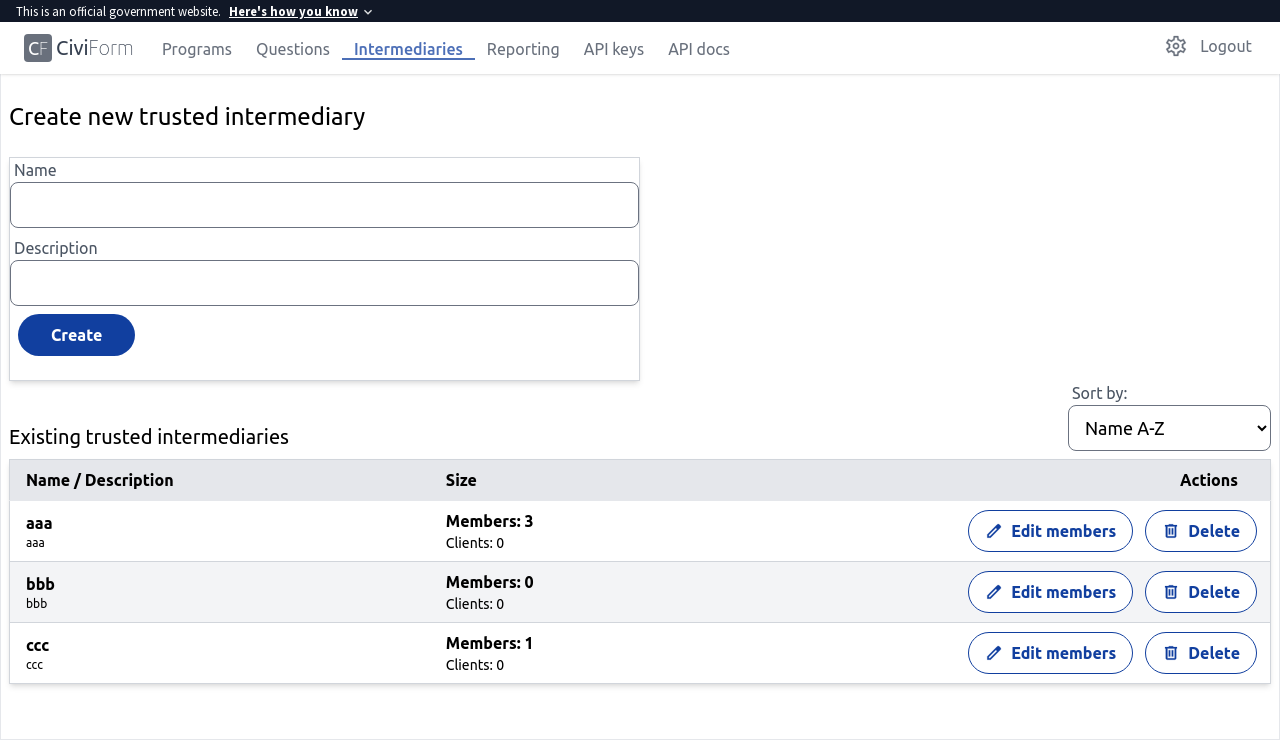 This is an official government website. Here's how you know
CF CiviForm Programs Questions Intermediaries Reporting API keys API docs Logout
Create new trusted intermediary
Name
Description
Create
Sort by:
Existing trusted intermediaries
Name A-Z
Name / Description Size Actions
aaa Members: 3 Edit members Delete
aaa Clients: 0
bbb Members: 0 Edit members Delete
bbb Clients: 0
ccc Members: 1 Edit members Delete
ccc Clients: 0